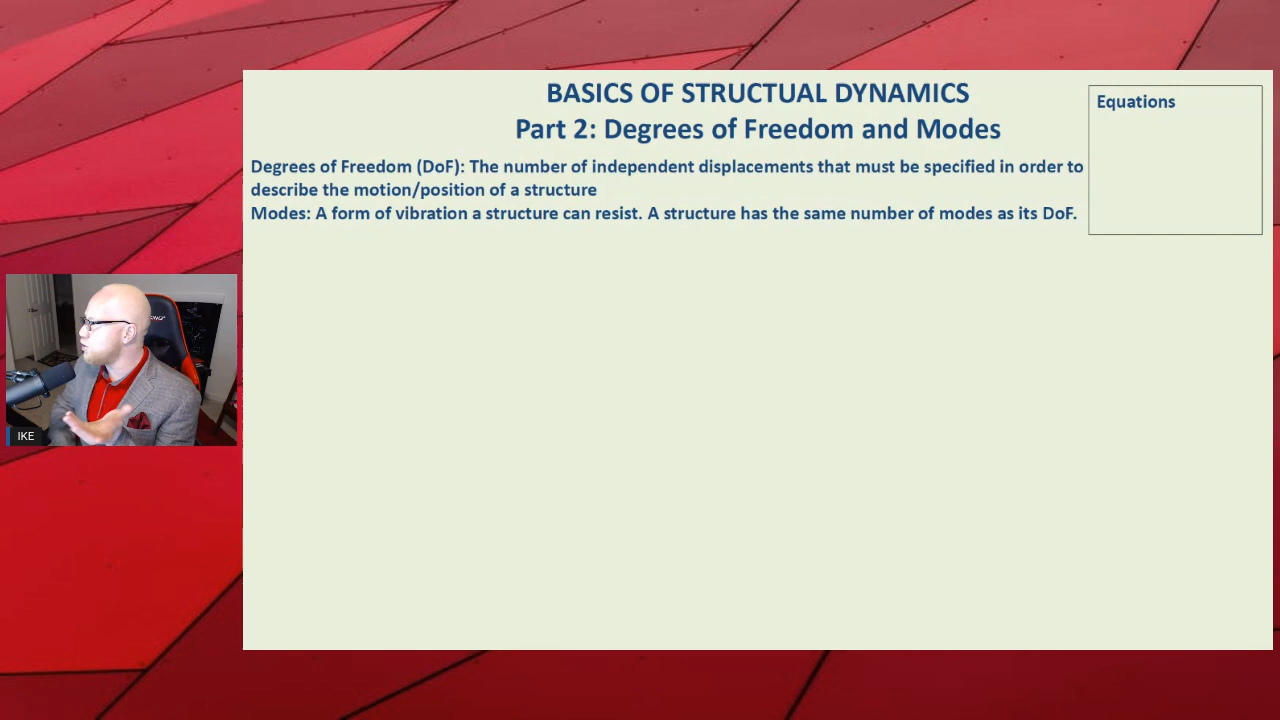 BASICS OF STRUCTUAL DYNAMICS
Part 2: Degrees of Freedom and Modes
Equations
Degrees of Freedom (DoF): The number of independent displacements that must be specified in order to
describe the motion/position of a structure
Modes: A form of vibration a structure can resist. A structure has the same number of modes as its DoF.
IKE